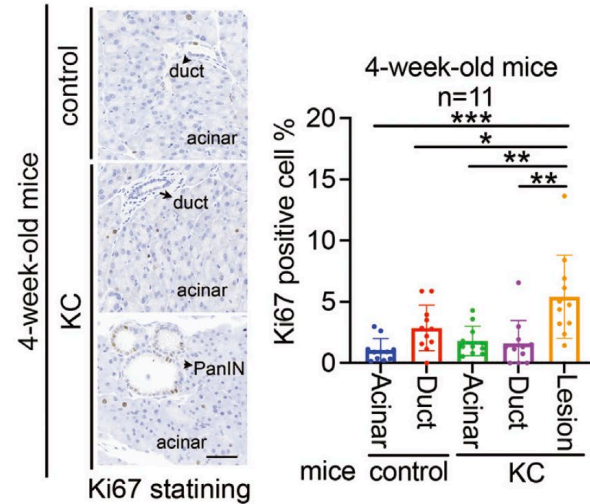 4-week-old mice
control
KC
duct
acinar
duct
acinar
PanIN
acinar
Ki67 statining
4-week-old mice
n=11
Ki67 positive cell %
20
15
10
5
0
***
*
**
**
Acinar
Duct
Acinar
Duct
Lesion
mice control KC